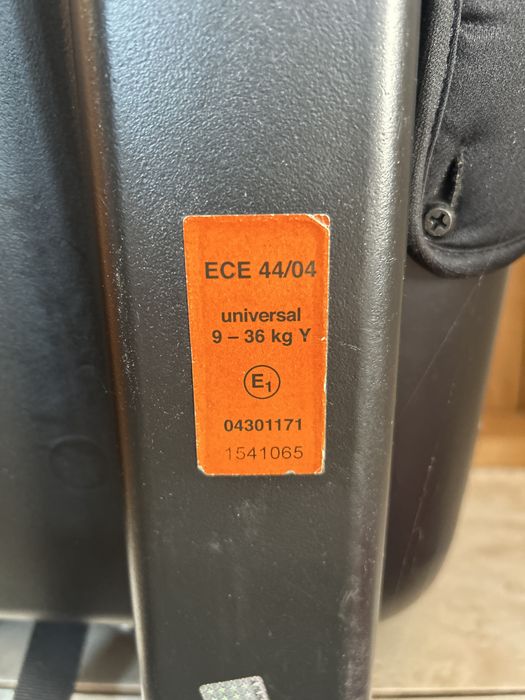 ECE 44/04
universal
9 – 36 kg Y
E1
04301171
1541065